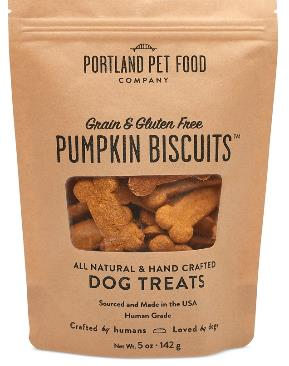 PORTLAND PET FOOD
COMPANY
Grain & Gluten Free
PUMPKIN BISCUITS™
ALL NATURAL & HAND CRAFTED
DOG TREATS
Sourced and Made in the USA
Human Grade
Crafted by humans Loved by dogs
Net Wt. 5 oz · 142 g